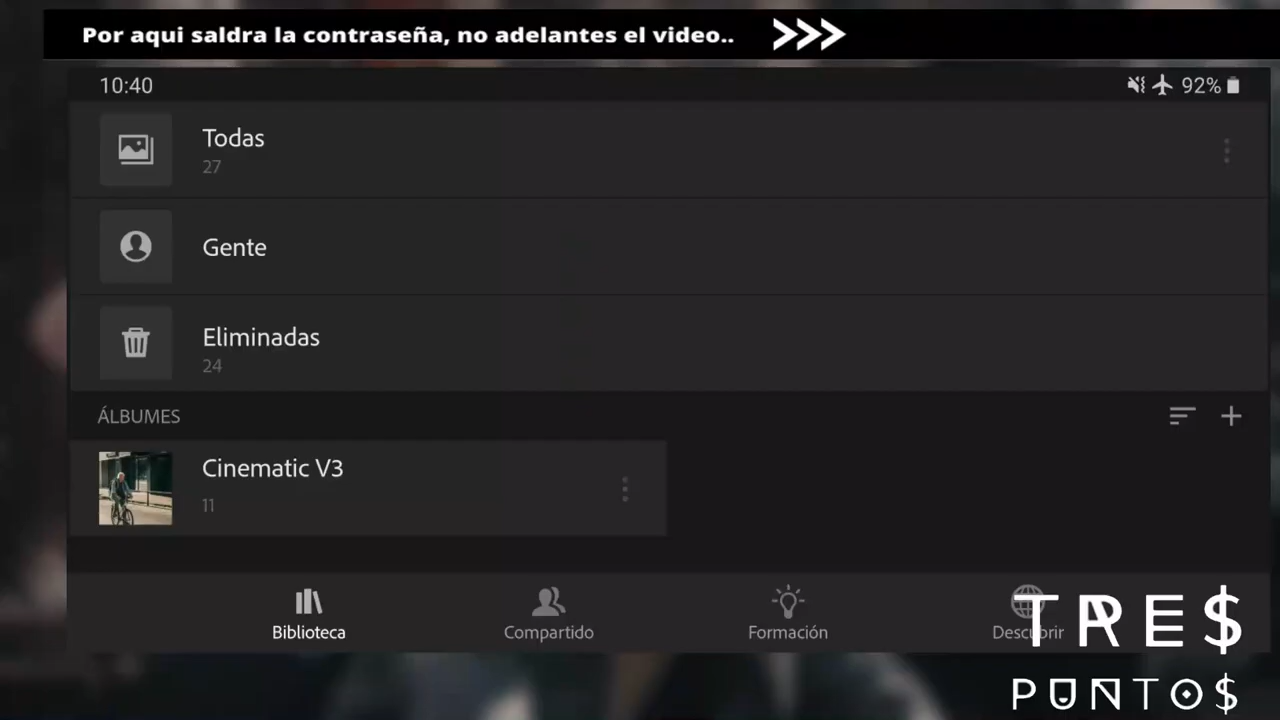 Por aqui saldra la contraseña, no adelantes el video.. >>>
10:40
92%
Todas
27
Gente
Eliminadas
24
ÁLBUMES
Cinematic V3
11
Biblioteca
Compartido
Formación
Descubrir
TRE$
PUNTO$